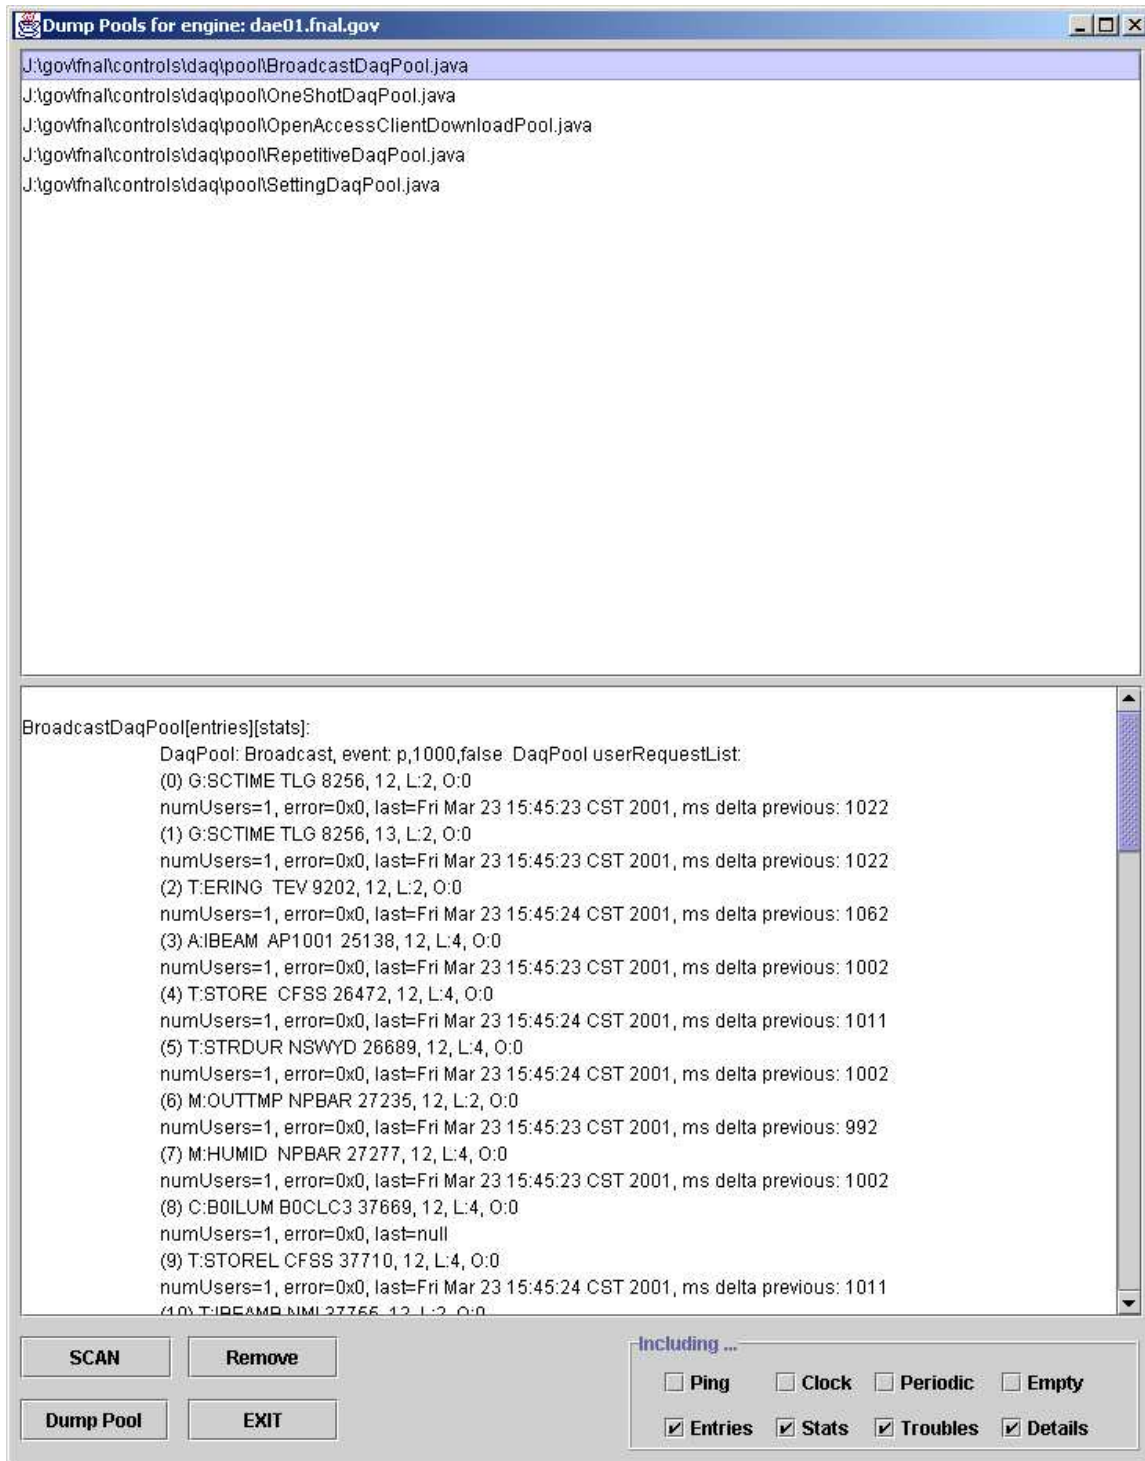 Dump Pools for engine: dae01.fnal.gov
J:\gov\fnal\controls\daq\pool\BroadcastDaqPool.java
J:\gov\fnal\controls\daq\pool\OneShotDaqPool.java
J:\gov\fnal\controls\daq\pool\OpenAccessClientDownloadPool.java
J:\gov\fnal\controls\daq\pool\RepetitiveDaqPool.java
J:\gov\fnal\controls\daq\pool\SettingDaqPool.java
BroadcastDaqPool[entries][stats]:
DaqPool: Broadcast, event: p,1000,false DaqPool userRequestList:
(0) G:SCTIME TLG 8256, 12, L:2, O:0
numUsers=1, error=0x0, last=Fri Mar 23 15:45:23 CST 2001, ms delta previous: 1022
(1) G:SCTIME TLG 8256, 13, L:2, O:0
numUsers=1, error=0x0, last=Fri Mar 23 15:45:23 CST 2001, ms delta previous: 1022
(2) T:ERING TEV 9202, 12, L:2, O:0
numUsers=1, error=0x0, last=Fri Mar 23 15:45:24 CST 2001, ms delta previous: 1062
(3) A:IBEAM AP1001 25138, 12, L:4, O:0
numUsers=1, error=0x0, last=Fri Mar 23 15:45:23 CST 2001, ms delta previous: 1002
(4) T:STORE CFSS 26472, 12, L:4, O:0
numUsers=1, error=0x0, last=Fri Mar 23 15:45:24 CST 2001, ms delta previous: 1011
(5) T:STRDUR NSWYD 26689, 12, L:4, O:0
numUsers=1, error=0x0, last=Fri Mar 23 15:45:24 CST 2001, ms delta previous: 1002
(6) M:OUTTMP NPBAR 27235, 12, L:2, O:0
numUsers=1, error=0x0, last=Fri Mar 23 15:45:23 CST 2001, ms delta previous: 992
(7) M:HUMID NPBAR 27277, 12, L:4, O:0
numUsers=1, error=0x0, last=Fri Mar 23 15:45:23 CST 2001, ms delta previous: 1002
(8) C:B0ILUM B0CLC3 37669, 12, L:4, O:0
numUsers=1, error=0x0, last=null
(9) T:STOREL CFSS 37710, 12, L:4, O:0
numUsers=1, error=0x0, last=Fri Mar 23 15:45:24 CST 2001, ms delta previous: 1011
SCAN
Remove
Including ...
Ping Clock Periodic Empty
Dump Pool
EXIT
Entries Stats Troubles Details